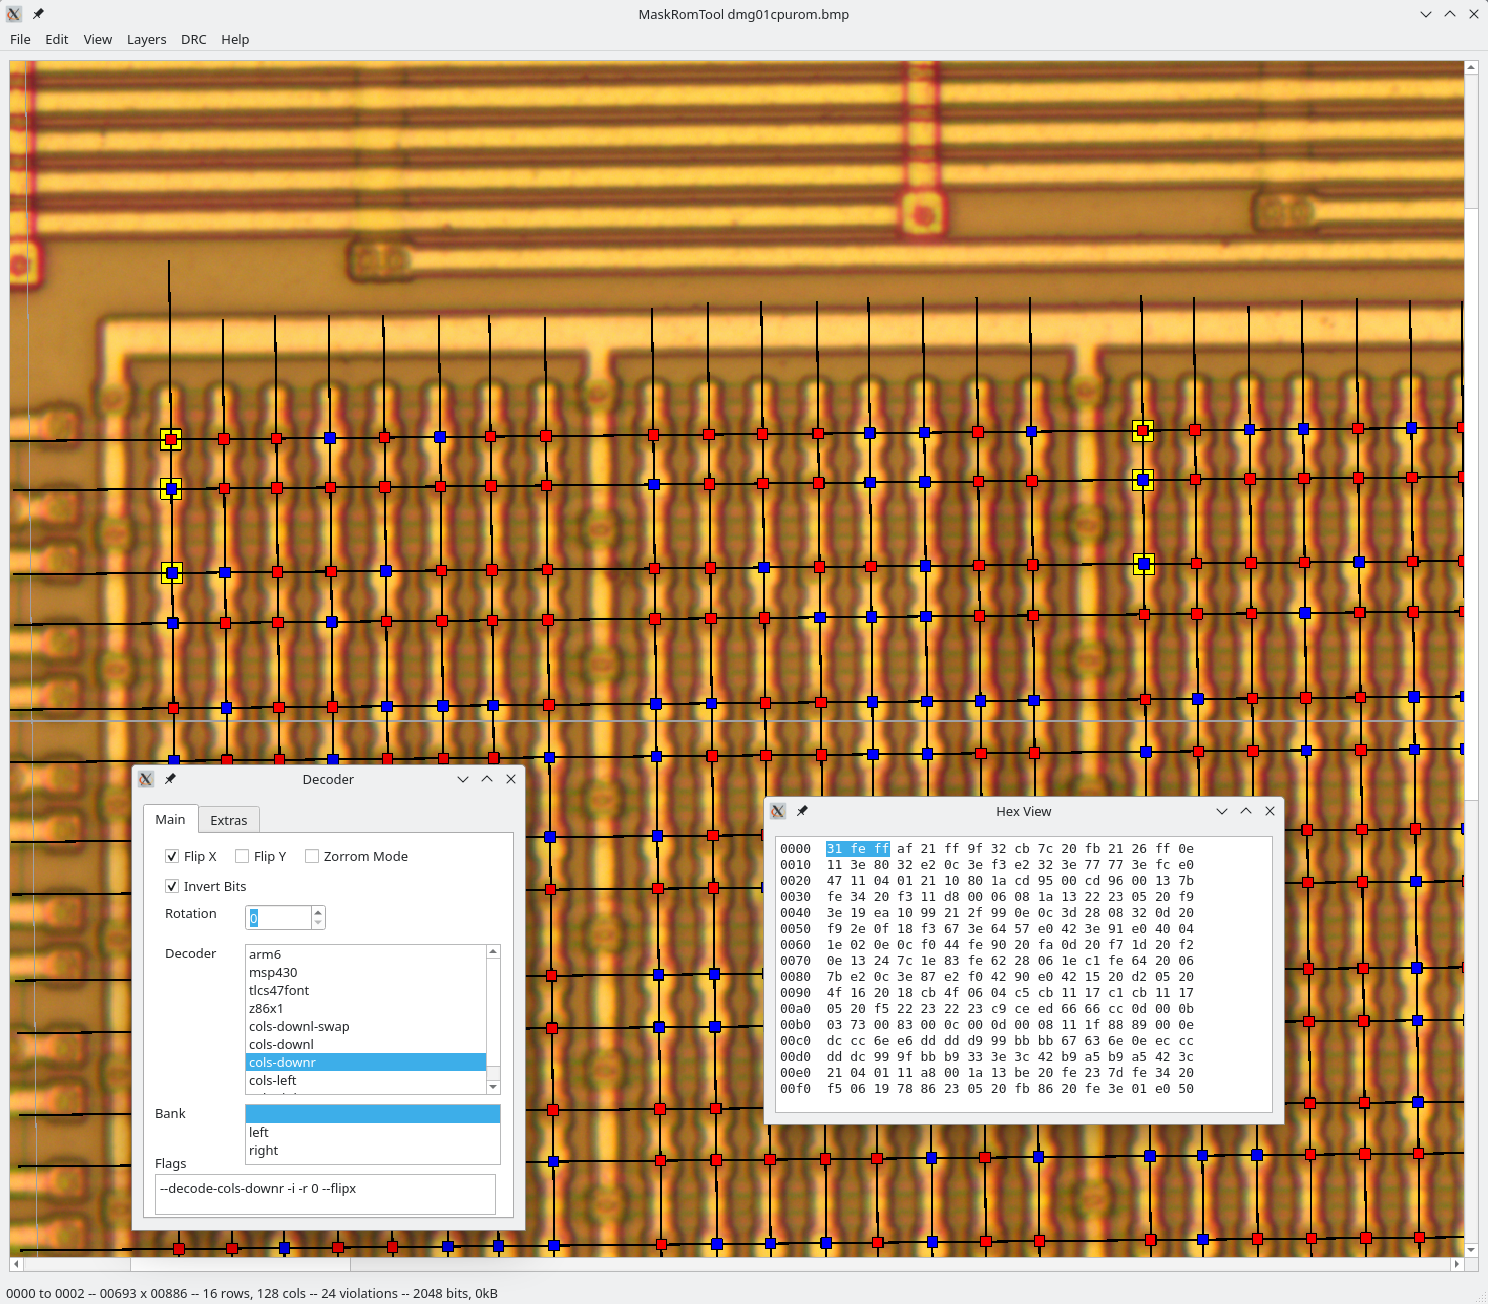 MaskRomTool dmg01cpurom.bmp
File Edit View Layers DRC Help
Decoder
Main Extras
Flip X Flip Y Zorrom Mode
Invert Bits
Rotation 0
Decoder
arm6
msp430
tlcs47font
z86x1
cols-downl-swap
cols-downl
cols-downr
cols-left
Bank
left
right
Flags
--decode-cols-downr -i -r 0 --flipx
Hex View
0000 31 fe ff af 21 ff 9f 32 cb 7c 20 fb 21 26 ff 0e
0010 11 3e 80 32 e2 0c 3e f3 e2 32 3e 77 77 3e fc e0
0020 47 11 04 01 21 10 80 1a cd 95 00 cd 96 00 13 7b
0030 fe 34 20 f3 11 d8 00 06 08 1a 13 22 23 05 20 f9
0040 3e 19 ea 10 99 21 2f 99 0e 0c 3d 28 08 32 0d 20
0050 f9 2e 0f 18 f3 67 3e 64 57 e0 42 3e 91 e0 40 04
0060 1e 02 0e 0c f0 44 fe 90 20 fa 0d 20 f7 1d 20 f2
0070 0e 13 24 7c 1e 83 fe 62 28 06 1e c1 fe 64 20 06
0080 7b e2 0c 3e 87 e2 f0 42 90 e0 42 15 20 d2 05 20
0090 4f 16 20 18 cb 4f 06 04 c5 cb 11 17 c1 cb 11 17
00a0 05 20 f5 22 23 22 23 c9 ce ed 66 66 cc 0d 00 0b
00b0 03 73 00 83 00 0c 00 0d 00 08 11 1f 88 89 00 0e
00c0 dc cc 6e e6 dd dd d9 99 bb bb 67 63 6e 0e ec cc
00d0 dd dc 99 9f bb b9 33 3e 3c 42 b9 a5 b9 a5 42 3c
00e0 21 04 01 11 a8 00 1a 13 be 20 fe 23 7d fe 34 20
00f0 f5 06 19 78 86 23 05 20 fb 86 20 fe 3e 01 e0 50
0000 to 0002 -- 00693 x 00886 -- 16 rows, 128 cols -- 24 violations -- 2048 bits, 0kB